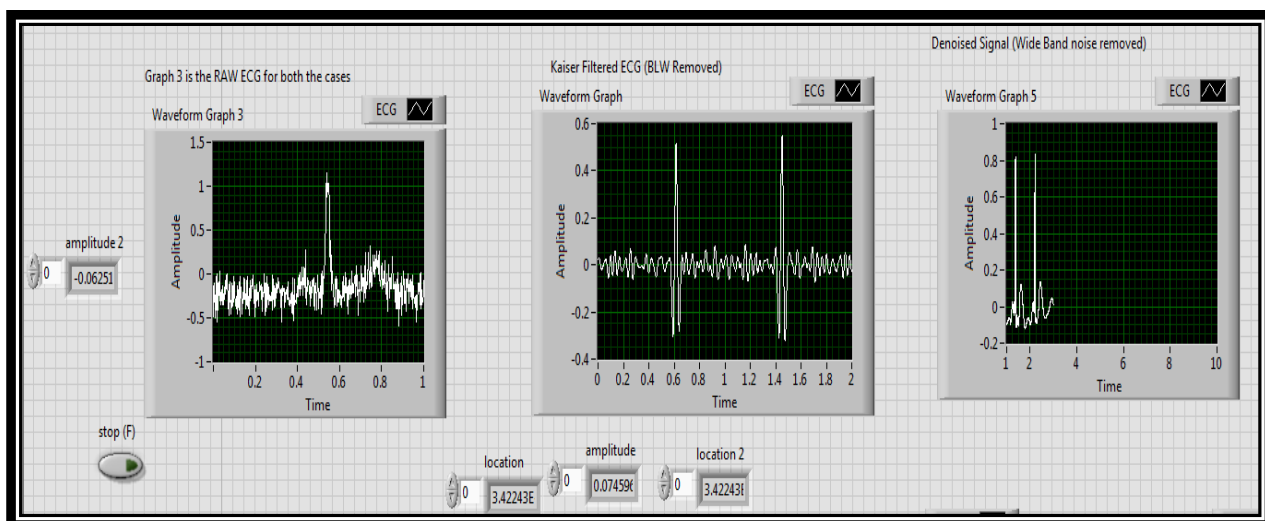 Denoised Signal (Wide Band noise removed)
Graph 3 is the RAW ECG for both the cases
Kaiser Filtered ECG (BLW Removed)
Waveform Graph 3
ECG
Waveform Graph
ECG
Waveform Graph 5
ECG
1.5
1
0.5
0
-0.5
-1
Amplitude
0.2 0.4 0.6 0.8 1
Time
0.6
0.4
0.2
0
-0.2
-0.4
Amplitude
0 0.2 0.4 0.6 0.8 1 1.2 1.4 1.6 1.8 2
Time
1
0.8
0.6
0.4
0.2
0
-0.2
Amplitude
1 2 4 6 8 10
Time
amplitude 2
0 -0.06251
stop (F)
location
0 3.42243E
amplitude
0 0.07459
location 2
0 3.42243